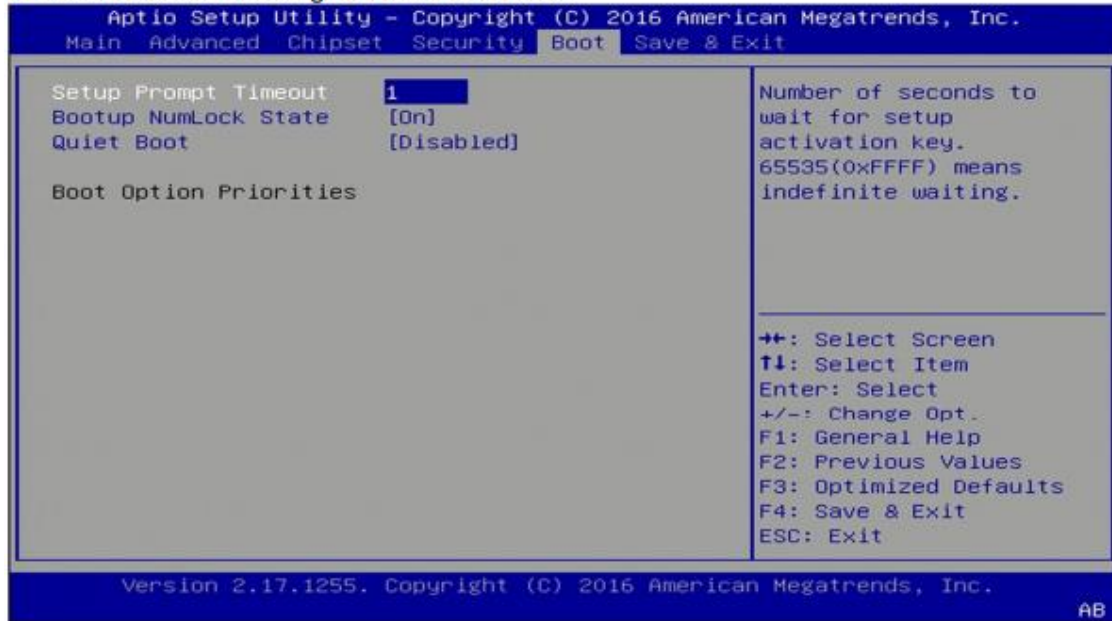 Aptio Setup Utility – Copyright (C) 2016 American Megatrends, Inc.
Main Advanced Chipset Security Boot Save & Exit
Setup Prompt Timeout 1
Bootup NumLock State [On]
Quiet Boot [Disabled]
Boot Option Priorities
Number of seconds to
wait for setup
activation key.
65535(0xFFFF) means
indefinite waiting.
→←: Select Screen
↑↓: Select Item
Enter: Select
+/-: Change Opt.
F1: General Help
F2: Previous Values
F3: Optimized Defaults
F4: Save & Exit
ESC: Exit
Version 2.17.1255. Copyright (C) 2016 American Megatrends, Inc.
AB